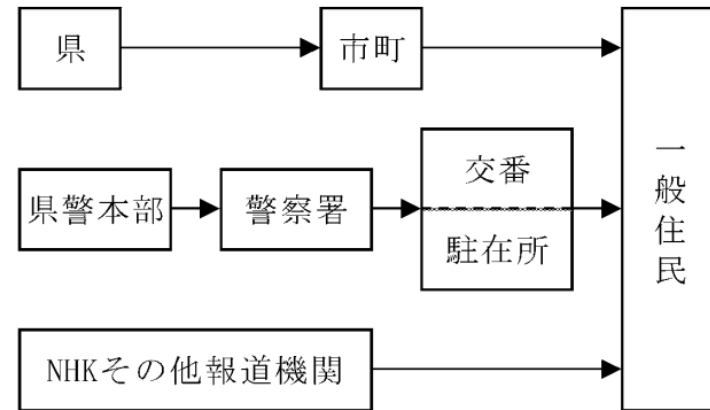 県
市町
県警本部
警察署
交番
駐在所
NHKその他報道機関
一般住民